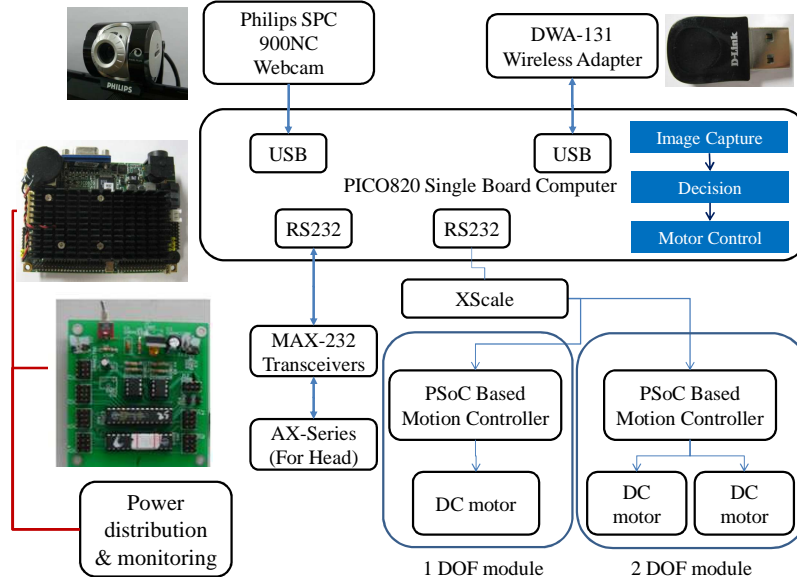 Philips SPC
900NC
Webcam
DWA-131
Wireless Adapter
PHILIPS
D-Link
USB
USB
PICO820 Single Board Computer
RS232
RS232
Image Capture
Decision
Motor Control
XScale
MAX-232
Transceivers
AX-Series
(For Head)
PSoC Based
Motion Controller
DC motor
1 DOF module
PSoC Based
Motion Controller
DC
motor
DC
motor
2 DOF module
Power
distribution
& monitoring